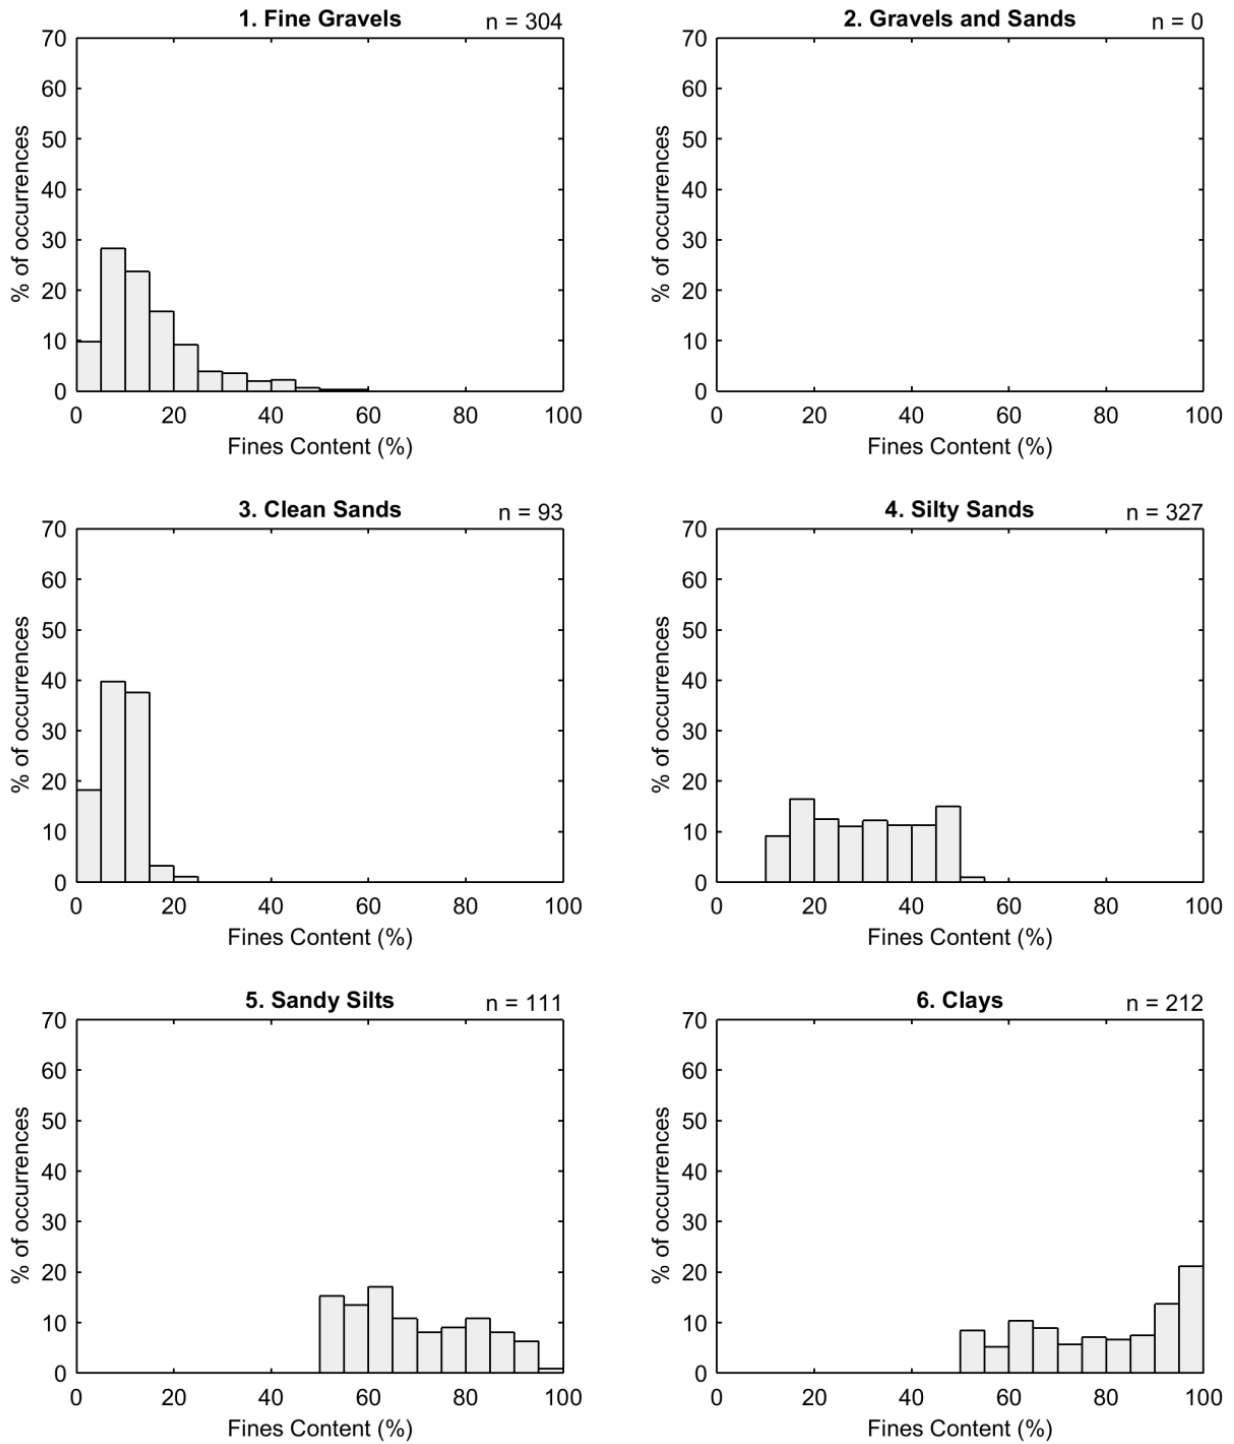 1. Fine Gravels n = 304
70
60
50
40
30
20
10
0
% of occurrences
0 20 40 60 80 100
Fines Content (%)
2. Gravels and Sands n = 0
70
60
50
40
30
20
10
0
% of occurrences
0 20 40 60 80 100
Fines Content (%)
3. Clean Sands n = 93
70
60
50
40
30
20
10
0
% of occurrences
0 20 40 60 80 100
Fines Content (%)
4. Silty Sands n = 327
70
60
50
40
30
20
10
0
% of occurrences
0 20 40 60 80 100
Fines Content (%)
5. Sandy Silts n = 111
70
60
50
40
30
20
10
0
% of occurrences
0 20 40 60 80 100
Fines Content (%)
6. Clays n = 212
70
60
50
40
30
20
10
0
% of occurrences
0 20 40 60 80 100
Fines Content (%)